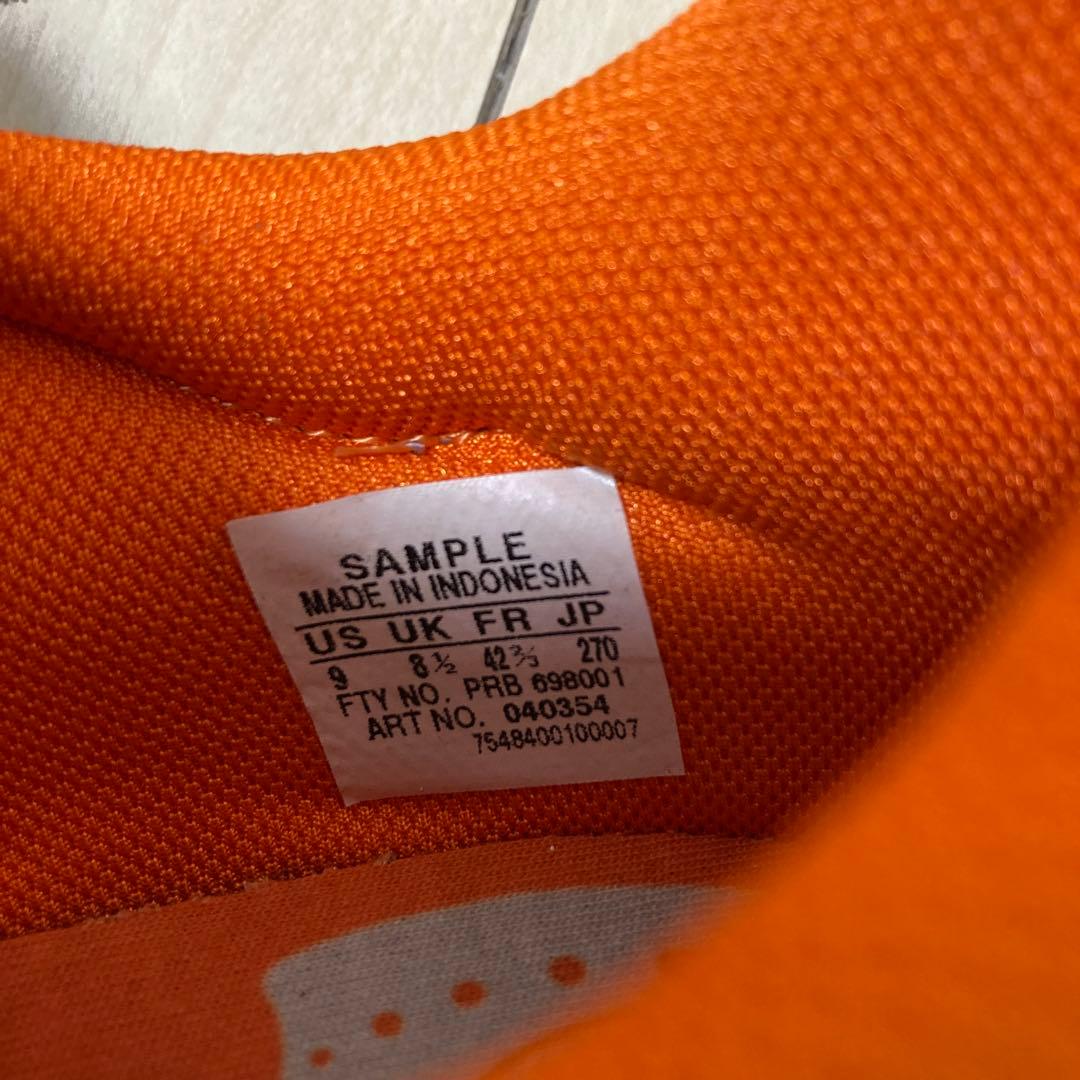 SAMPLE
MADE IN INDONESIA
US UK FR JP
9 8½ 42⅔ 270
FTY NO. PRB 698001
ART NO. 040354
7548400100007